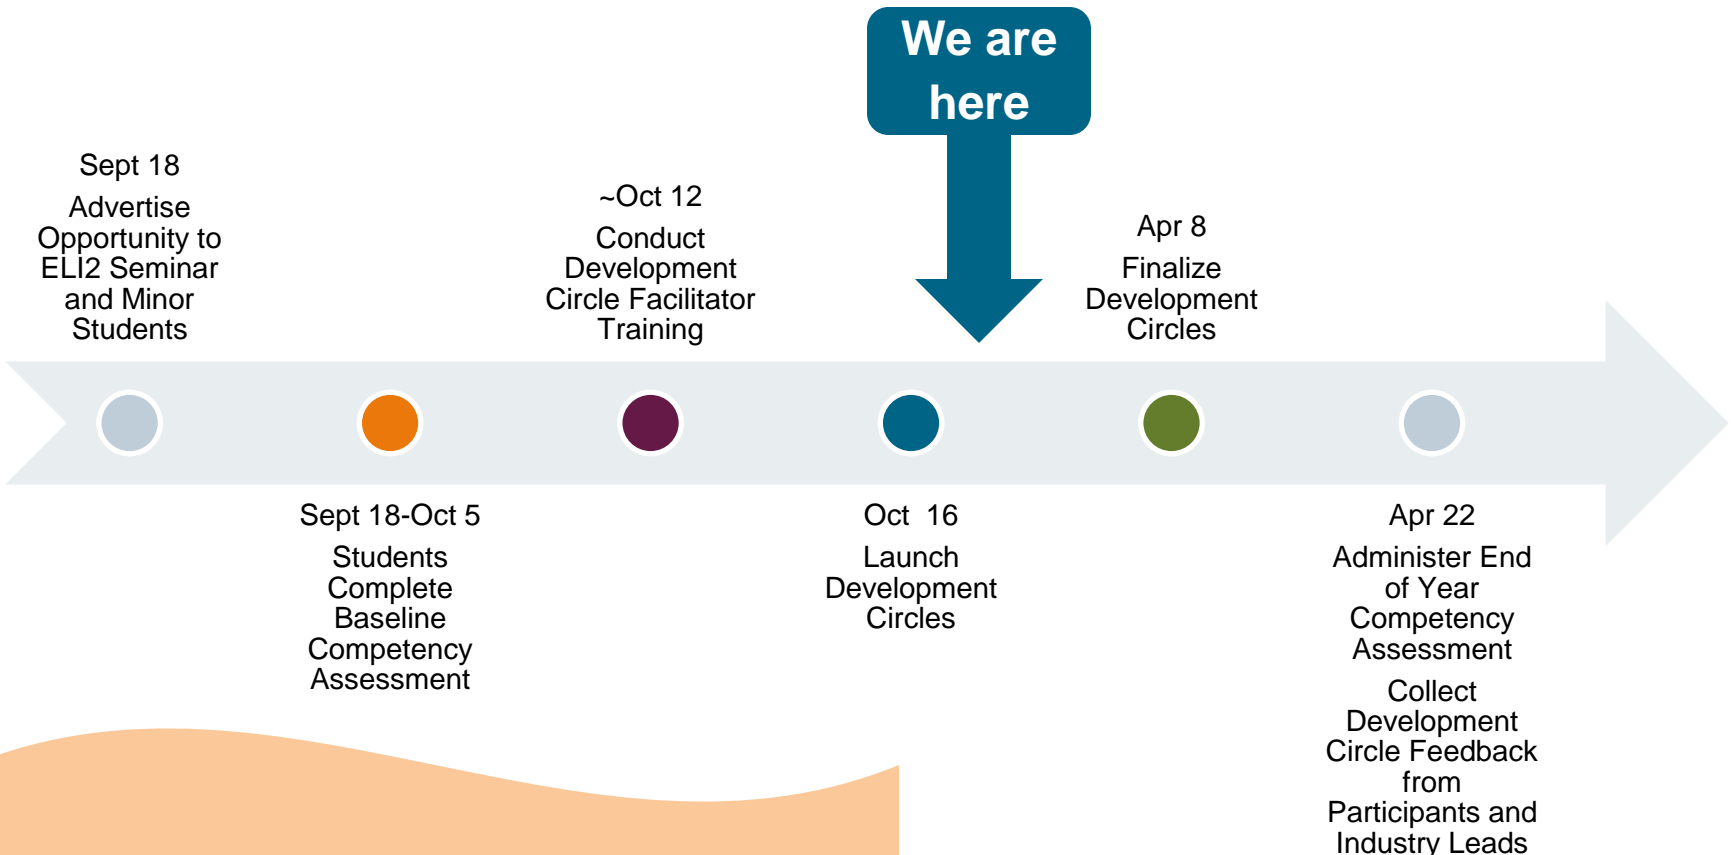 We are
here
Sept 18
Advertise
Opportunity to
ELI2 Seminar
and Minor
Students
~Oct 12
Conduct
Development
Circle Facilitator
Training
Apr 8
Finalize
Development
Circles
Sept 18-Oct 5
Students
Complete
Baseline
Competency
Assessment
Oct  16
Launch
Development
Circles
Apr 22
Administer End
of Year
Competency
Assessment
Collect
Development
Circle Feedback
from
Participants and
Industry Leads